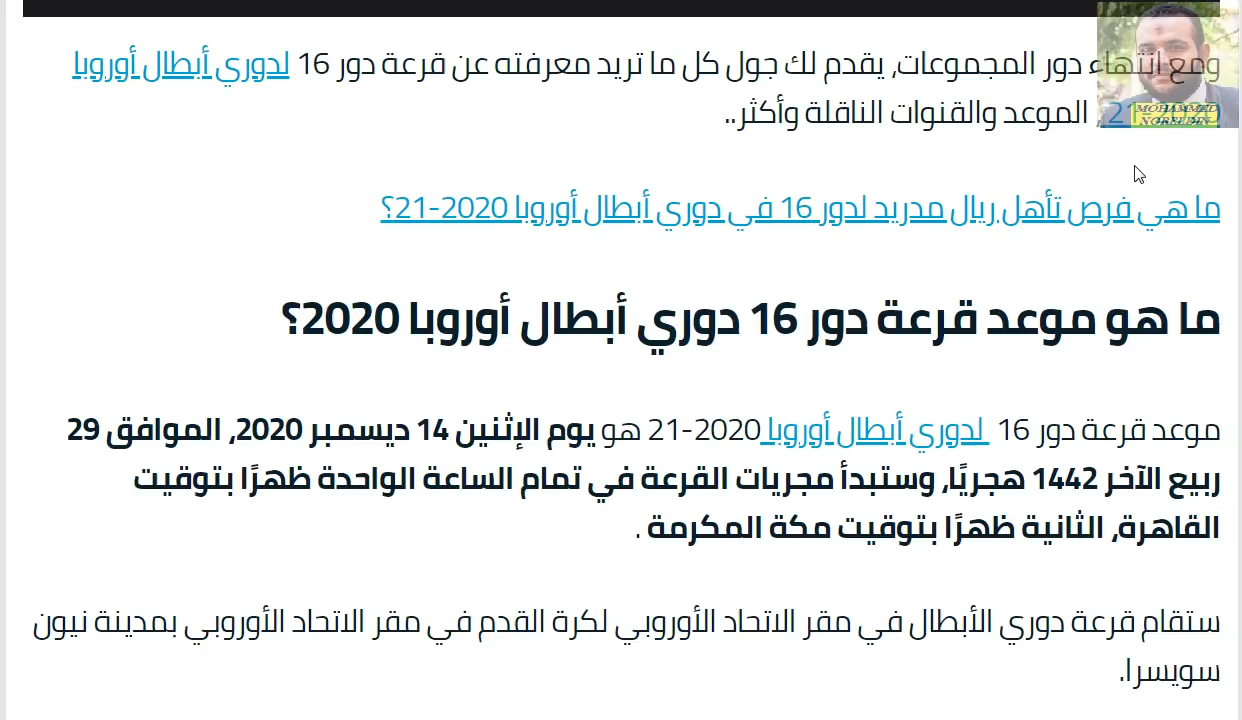 ومع انتهاء دور المجموعات، يقدم لك جول كل ما تريد معرفته عن قرعة دور 16 لدوري أبطال أوروبا
2020-21، الموعد والقنوات الناقلة وأكثر..
MOHAMMED
NORELDIN
ما هي فرص تأهل ريال مدريد لدور 16 في دوري أبطال أوروبا 2020-21؟
ما هو موعد قرعة دور 16 دوري أبطال أوروبا 2020؟
موعد قرعة دور 16 لدوري أبطال أوروبا 2020-21 هو يوم الإثنين 14 ديسمبر 2020، الموافق 29
ربيع الآخر 1442 هجريًا، وستبدأ مجريات القرعة في تمام الساعة الواحدة ظهرًا بتوقيت
القاهرة، الثانية ظهرًا بتوقيت مكة المكرمة .
ستقام قرعة دوري الأبطال في مقر الاتحاد الأوروبي لكرة القدم في مقر الاتحاد الأوروبي بمدينة نيون
سويسرا.